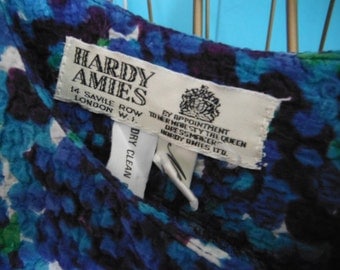 HARDY
AMIES
14 SAVILE ROW
LONDON W.1.
BY APPOINTMENT
TO HER MAJESTY THE QUEEN
DRESSMAKER
HARDY AMIES LTD.
DRY CLEAN